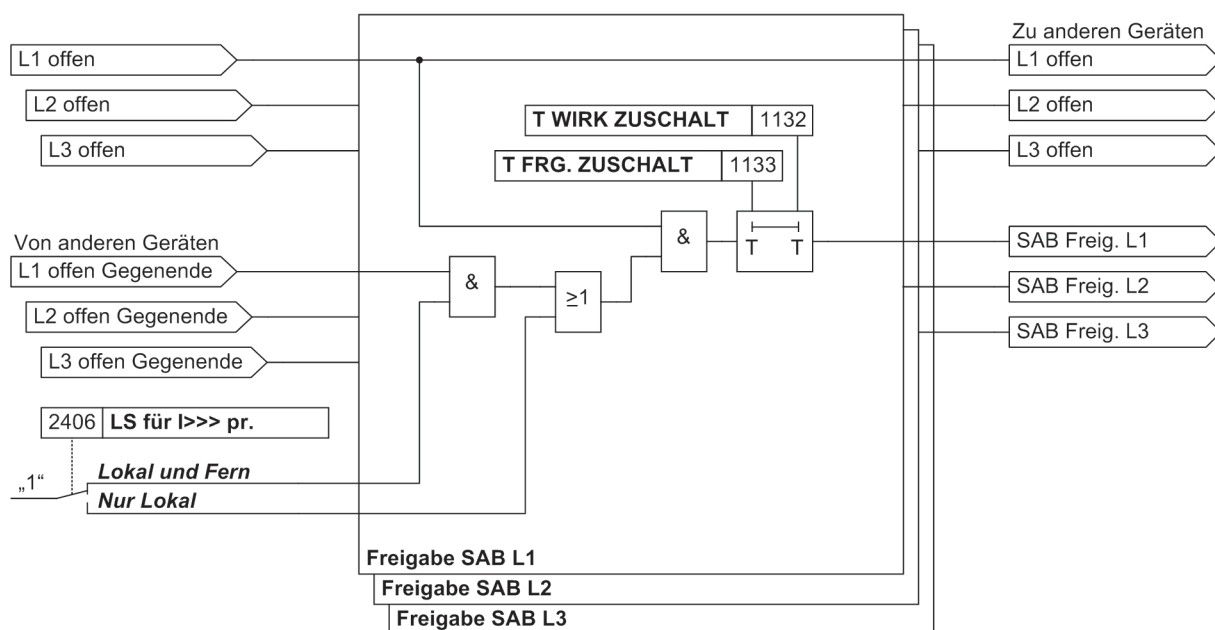 Zu anderen Geräten
L1 offen
L1 offen
L2 offen
T WIRK ZUSCHALT 1132
L2 offen
L3 offen
T FRG. ZUSCHALT 1133
L3 offen
Von anderen Geräten
L1 offen Gegenende
&
&
T T
SAB Freig. L1
L2 offen Gegenende
≥1
SAB Freig. L2
L3 offen Gegenende
SAB Freig. L3
2406 LS für I>>> pr.
„1“
Lokal und Fern
Nur Lokal
Freigabe SAB L1
Freigabe SAB L2
Freigabe SAB L3